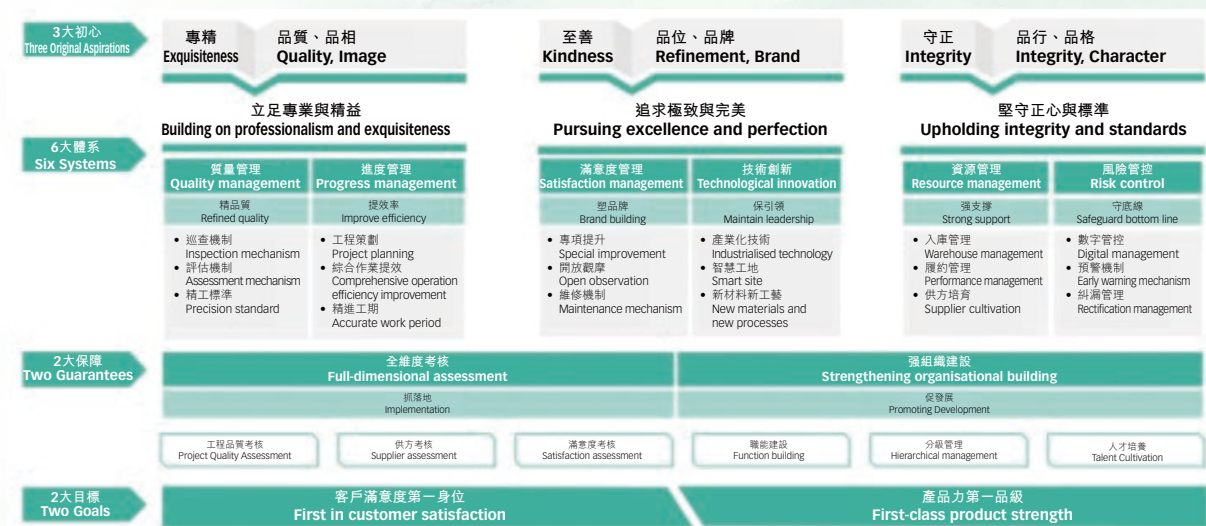 3大初心
Three Original Aspirations
專精
Exquisiteness
品質、品相
Quality, Image
至善
Kindness
品位、品牌
Refinement, Brand
守正
Integrity
品行、品格
Integrity, Character
立足專業與精益
Building on professionalism and exquisiteness
追求極致與完美
Pursuing excellence and perfection
堅守正心與標準
Upholding integrity and standards
6大體系
Six Systems
質量管理
Quality management
精品質
Refined quality
• 巡查機制
Inspection mechanism
• 評估機制
Assessment mechanism
• 精工標準
Precision standard
進度管理
Progress management
提效率
Improve efficiency
• 工程策劃
Project planning
• 綜合作業提效
Comprehensive operation
efficiency improvement
• 精進工期
Accurate work period
滿意度管理
Satisfaction management
塑品牌
Brand building
• 專項提升
Special improvement
• 開放觀摩
Open observation
• 維修機制
Maintenance mechanism
技術創新
Technological innovation
保引領
Maintain leadership
• 產業化技術
Industrialised technology
• 智慧工地
Smart site
• 新材料新工藝
New materials and
new processes
資源管理
Resource management
强支撐
Strong support
• 入庫管理
Warehouse management
• 履約管理
Performance management
• 供方培育
Supplier cultivation
風險管控
Risk control
守底線
Safeguard bottom line
• 數字管控
Digital management
• 預警機制
Early warning mechanism
• 糾漏管理
Rectification management
2大保障
Two Guarantees
全維度考核
Full-dimensional assessment
抓落地
Implementation
强組織建設
Strengthening organisational building
促發展
Promoting Development
工程品質考核
Project Quality Assessment
供方考核
Supplier assessment
滿意度考核
Satisfaction assessment
職能建設
Function building
分級管理
Hierarchical management
人才培養
Talent Cultivation
2大目標
Two Goals
客戶滿意度第一身位
First in customer satisfaction
產品力第一品級
First-class product strength